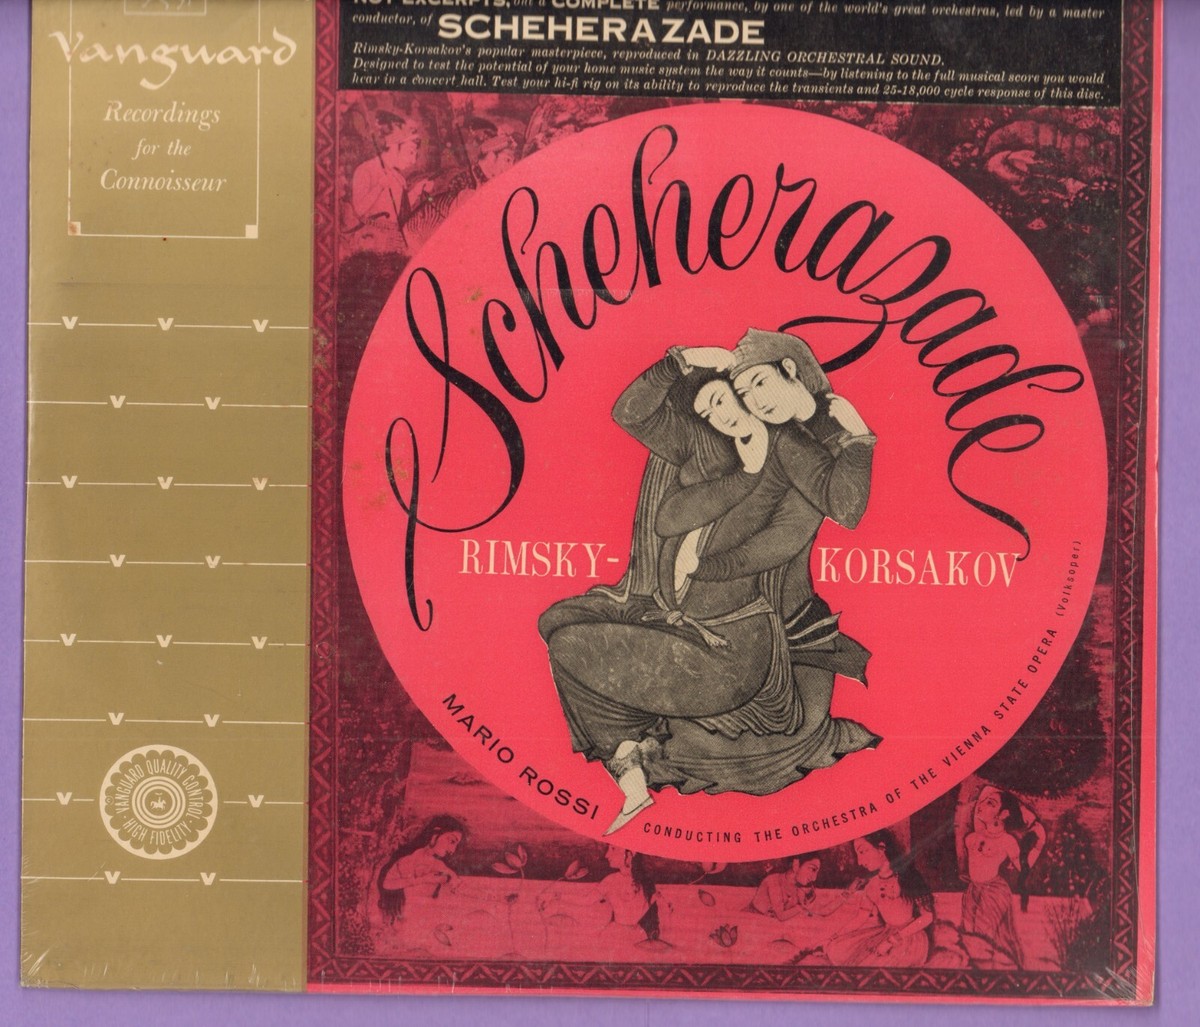 Vanguard
Recordings
for the
Connoisseur
NOT EXCERPTS, but a COMPLETE performance, by one of the world's great orchestras, led by a master
conductor, of SCHEHERAZADE
Rimsky-Korsakov's popular masterpiece, reproduced in DAZZLING ORCHESTRAL SOUND.
Designed to test the potential of your home music system the way it counts—by listening to the full musical score you would
hear in a concert hall. Test your hi-fi rig on its ability to reproduce the transients and 25-18,000 cycle response of this disc.
Scheherazade
RIMSKY-KORSAKOV
MARIO ROSSI
CONDUCTING THE ORCHESTRA OF THE VIENNA STATE OPERA (Volksoper)
VANGUARD QUALITY CONTROL
HIGH FIDELITY